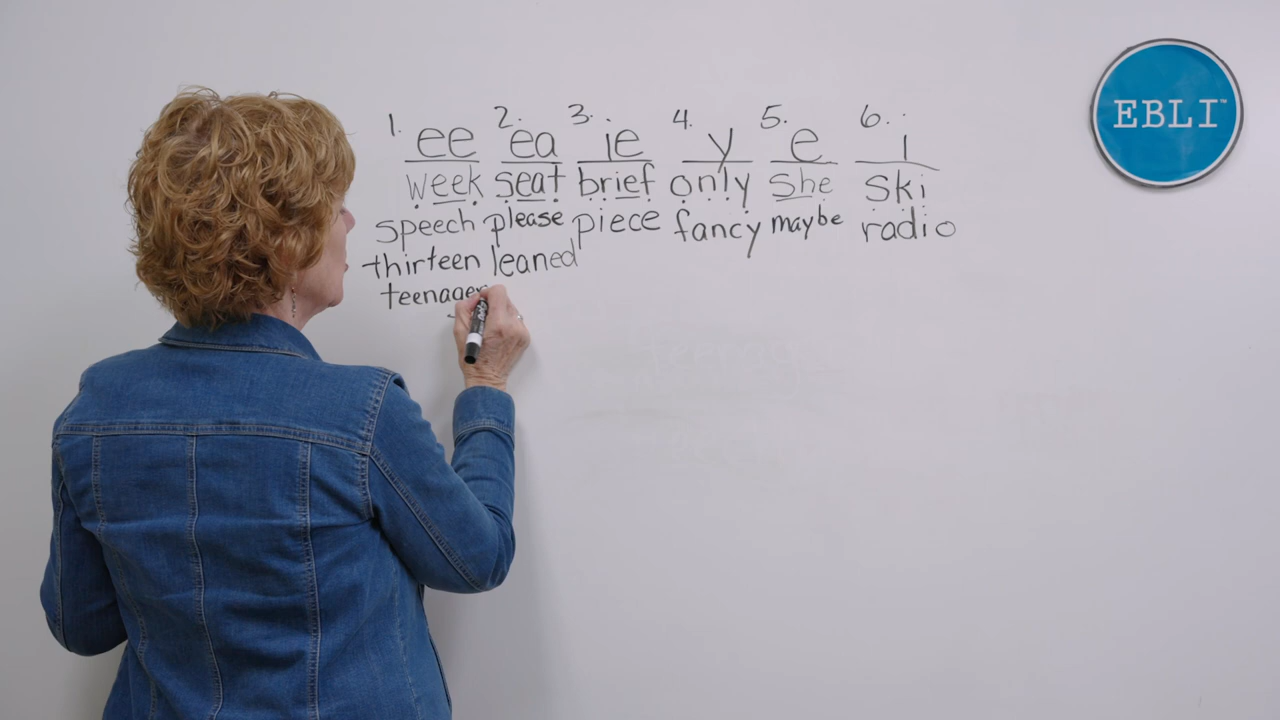 1. ee 2. ea 3. ie 4. y 5. e 6. i
week seat brief only she ski
speech please piece fancy maybe radio
thirteen leaned
teenager
EBLI™